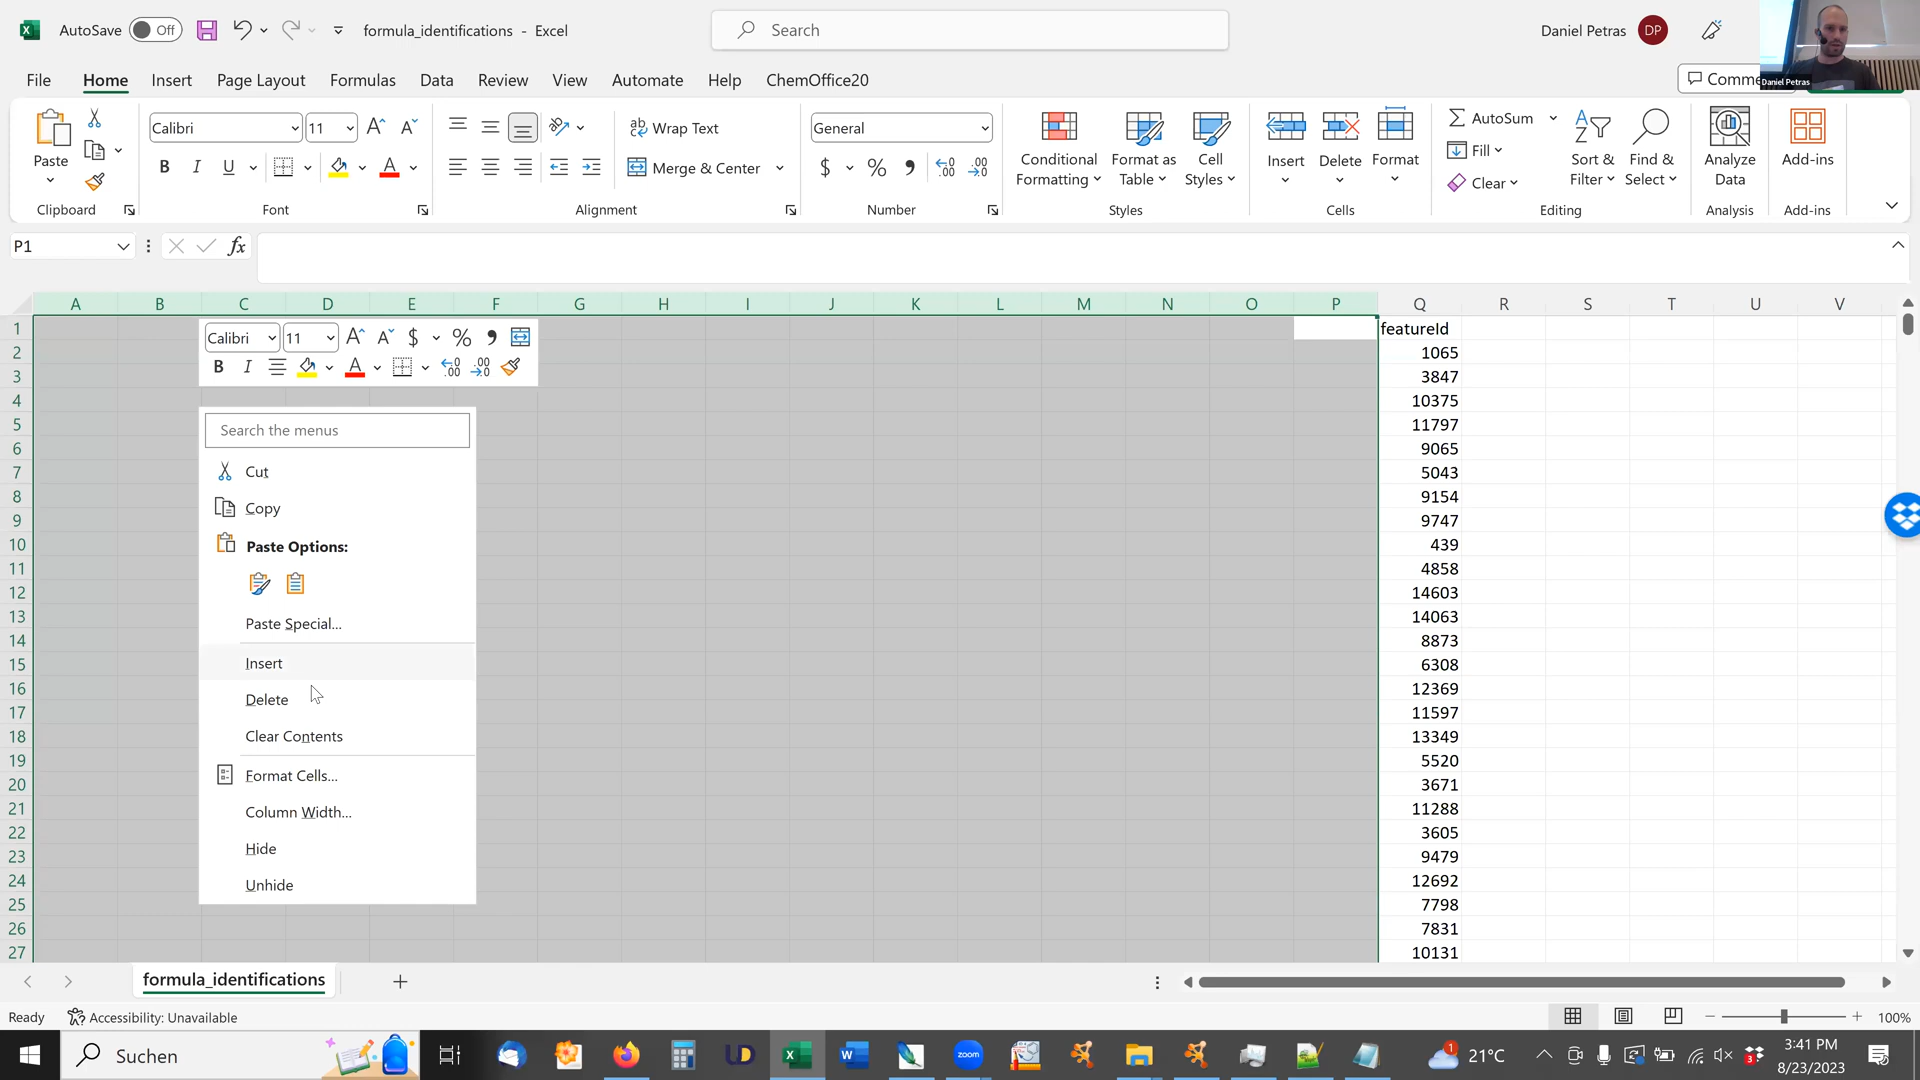 AutoSave Off formula_identifications - Excel Search Daniel Petras DP
File Home Insert Page Layout Formulas Data Review View Automate Help ChemOffice20
Daniel Petras
Paste
Clipboard
Calibri 11
B I U
Font
Wrap Text
Merge & Center
Alignment
General
$ %
Number
Conditional Formatting
Format as Table
Cell Styles
Styles
Insert
Delete
Format
Cells
AutoSum
Fill
Clear
Sort & Filter
Find & Select
Editing
Analyze Data
Analysis
Add-ins
Add-ins
P1 fx
A B C D E F G H I J K L M N O P Q R S T U V
1 featureId
2 1065
3 3847
4 10375
5 11797
6 9065
7 5043
8 9154
9 9747
10 439
11 4858
12 14603
13 14063
14 8873
15 6308
16 12369
17 11597
18 13349
19 5520
20 3671
21 11288
22 3605
23 9479
24 12692
25 7798
26 7831
27 10131
Calibri 11 A A $ %
B I A
Search the menus
Cut
Copy
Paste Options:
Paste Special...
Insert
Delete
Clear Contents
Format Cells...
Column Width...
Hide
Unhide
formula_identifications
Ready Accessibility: Unavailable 100%
Suchen zoom 21°C 3:41 PM
8/23/2023